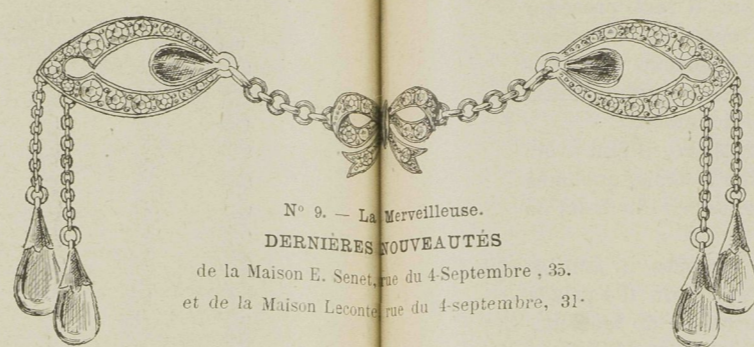 N° 9. — La Merveilleuse.
DERNIÈRES NOUVEAUTÉS
de la Maison E. Senet, rue du 4-Septembre, 35.
et de la Maison Leconte rue du 4-septembre, 31·